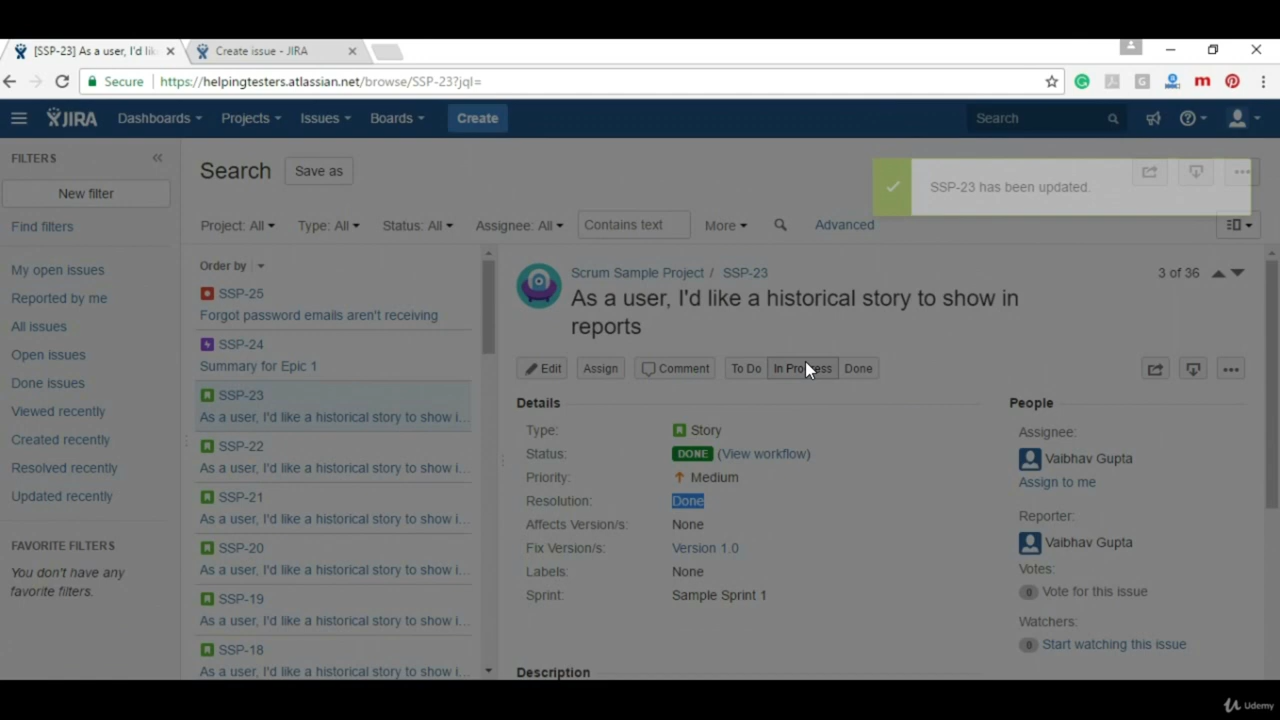 [SSP-23] As a user, I'd lik
Create issue - JIRA
Secure
https://helpingtesters.atlassian.net/browse/SSP-23?jql=
JIRA
Dashboards
Projects
Issues
Boards
Create
Search
FILTERS
New filter
Find filters
My open issues
Reported by me
All issues
Open issues
Done issues
Viewed recently
Created recently
Resolved recently
Updated recently
FAVORITE FILTERS
You don't have any
favorite filters.
Search
Save as
SSP-23 has been updated.
Project: All
Type: All
Status: All
Assignee: All
Contains text
More
Advanced
Order by
SSP-25
Forgot password emails aren't receiving
SSP-24
Summary for Epic 1
SSP-23
As a user, I'd like a historical story to show i...
SSP-22
As a user, I'd like a historical story to show i...
SSP-21
As a user, I'd like a historical story to show i...
SSP-20
As a user, I'd like a historical story to show i...
SSP-19
As a user, I'd like a historical story to show i...
SSP-18
As a user, I'd like a historical story to show i...
Scrum Sample Project / SSP-23
3 of 36
As a user, I'd like a historical story to show in
reports
Edit
Assign
Comment
To Do
In Progress
Done
Details
Type: Story
Status: DONE (View workflow)
Priority: Medium
Resolution: Done
Affects Version/s: None
Fix Version/s: Version 1.0
Labels: None
Sprint: Sample Sprint 1
Description
People
Assignee:
Vaibhav Gupta
Assign to me
Reporter:
Vaibhav Gupta
Votes:
0 Vote for this issue
Watchers:
0 Start watching this issue
Udemy